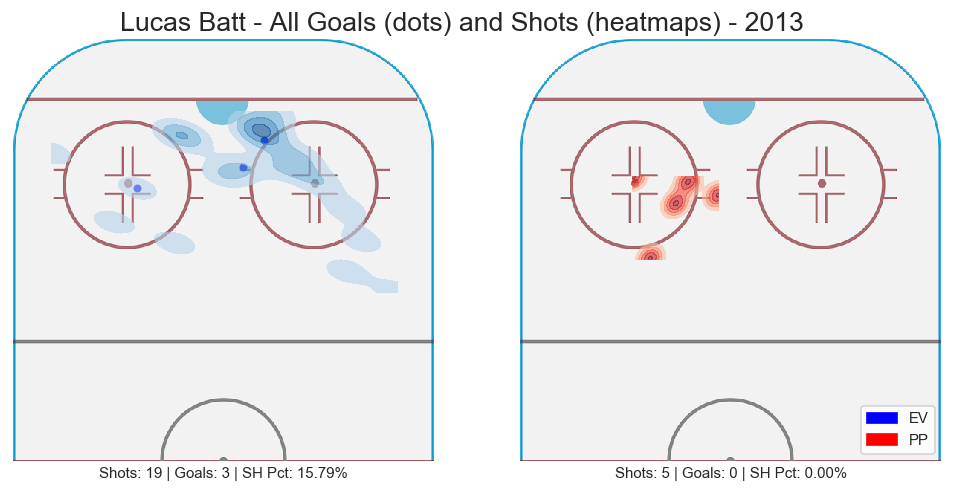 Lucas Batt - All Goals (dots) and Shots (heatmaps) - 2013
EV
PP
Shots: 19 | Goals: 3 | SH Pct: 15.79%
Shots: 5 | Goals: 0 | SH Pct: 0.00%